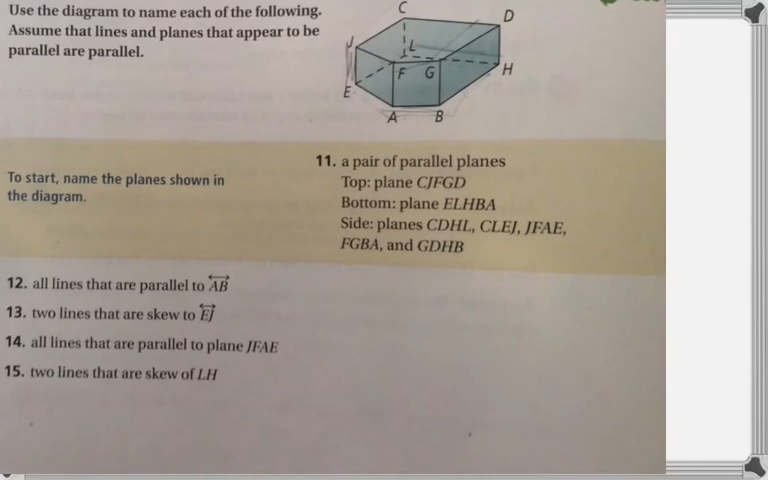 Use the diagram to name each of the following.
Assume that lines and planes that appear to be
parallel are parallel.
C
D
J
L
F
G
H
E
A
B
To start, name the planes shown in
the diagram.
11. a pair of parallel planes
Top: plane CJFGD
Bottom: plane ELHBA
Side: planes CDHL, CLEJ, JFAE,
FGBA, and GDHB
12. all lines that are parallel to AB
13. two lines that are skew to EJ
14. all lines that are parallel to plane JFAE
15. two lines that are skew of LH